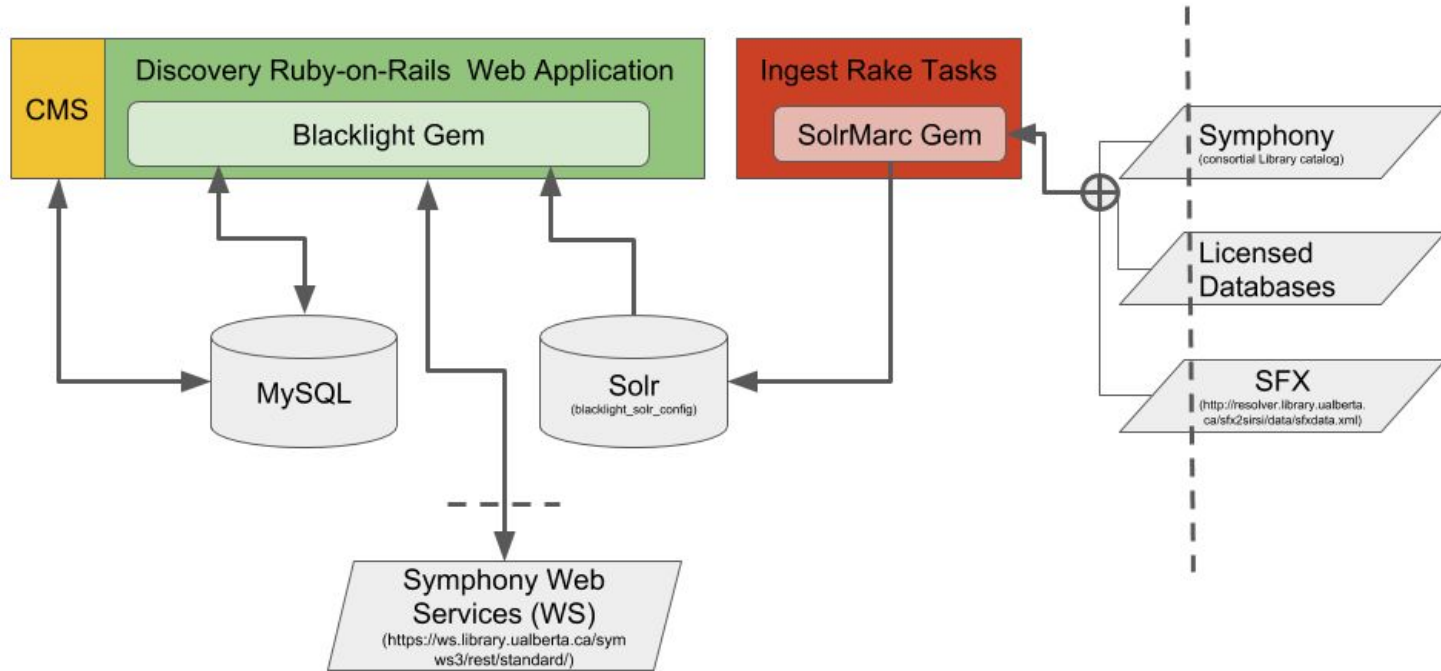 Discovery Ruby-on-Rails Web Application
CMS
Blacklight Gem
Ingest Rake Tasks
SolrMarc Gem
Symphony
(consortial Library catalog)
Licensed
Databases
SFX
(http://resolver.library.ualberta.
ca/sfx2sirsi/data/sfxdata.xml)
MySQL
Solr
(blacklight_solr_config)
Symphony Web
Services (WS)
(https://ws.library.ualberta.ca/sym
ws3/rest/standard/)